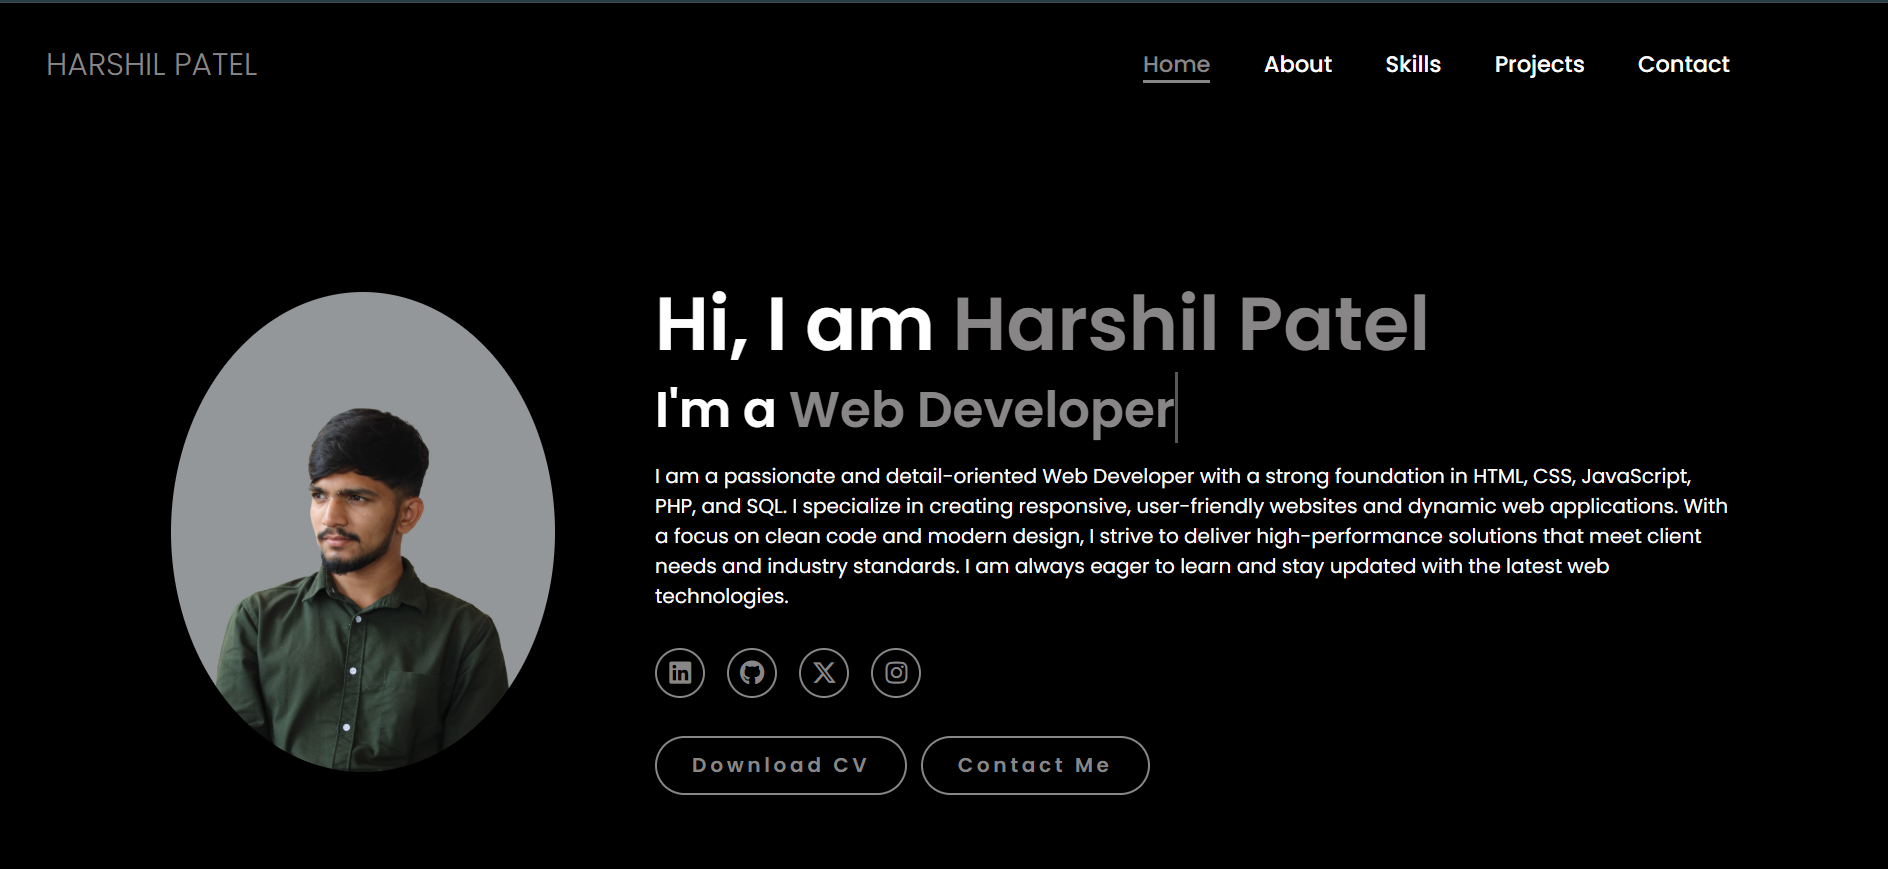 HARSHIL PATEL
Home About Skills Projects Contact
Hi, I am Harshil Patel
I'm a Web Developer
I am a passionate and detail-oriented Web Developer with a strong foundation in HTML, CSS, JavaScript,
PHP, and SQL. I specialize in creating responsive, user-friendly websites and dynamic web applications. With
a focus on clean code and modern design, I strive to deliver high-performance solutions that meet client
needs and industry standards. I am always eager to learn and stay updated with the latest web
technologies.
Download CV
Contact Me